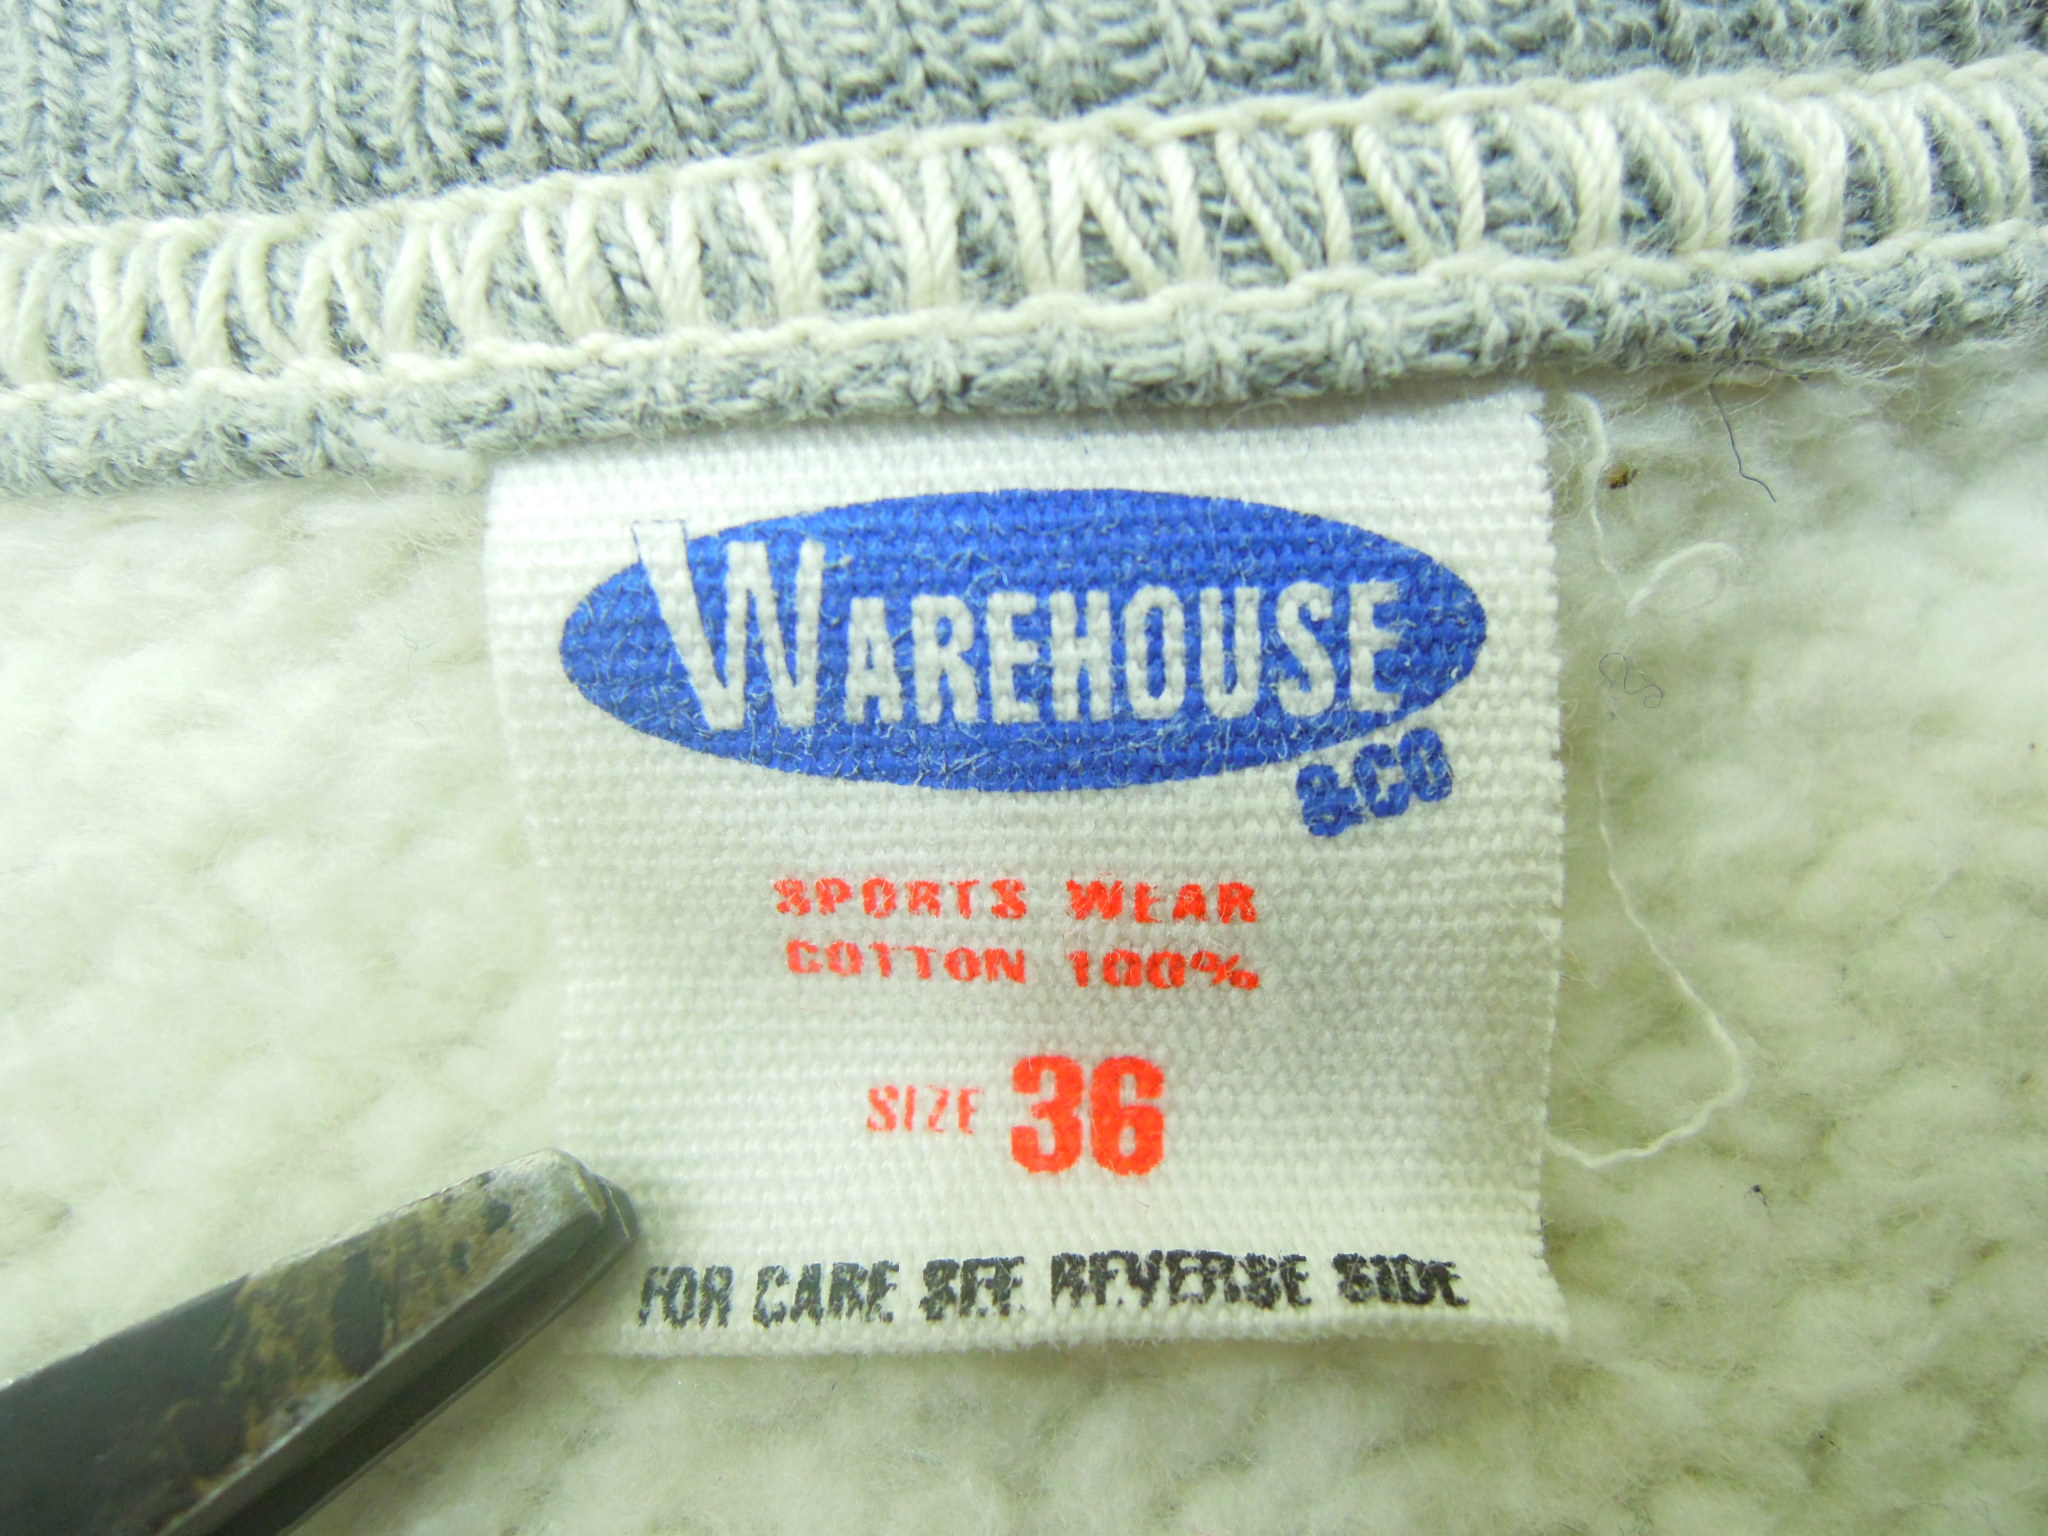 WAREHOUSE
&CO
SPORTS WEAR
COTTON 100%
SIZE 36
FOR CARE SEE REVERSE SIDE